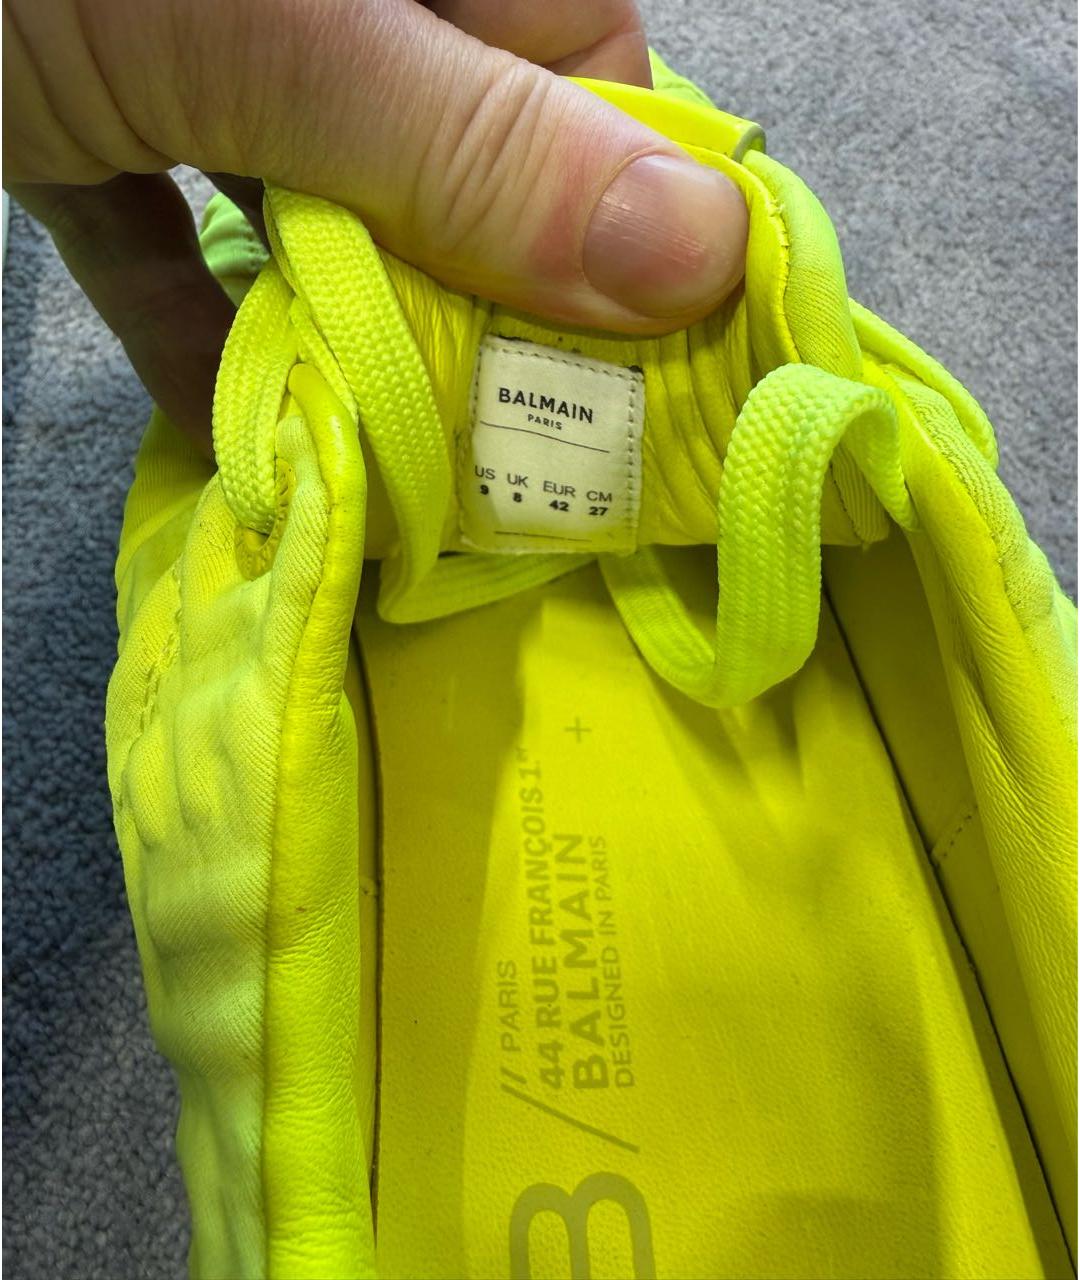 BALMAIN
PARIS
US UK EUR CM
9 8 42 27
// PARIS
44 RUE FRANÇOIS 1ER +
BALMAIN
DESIGNED IN PARIS
B